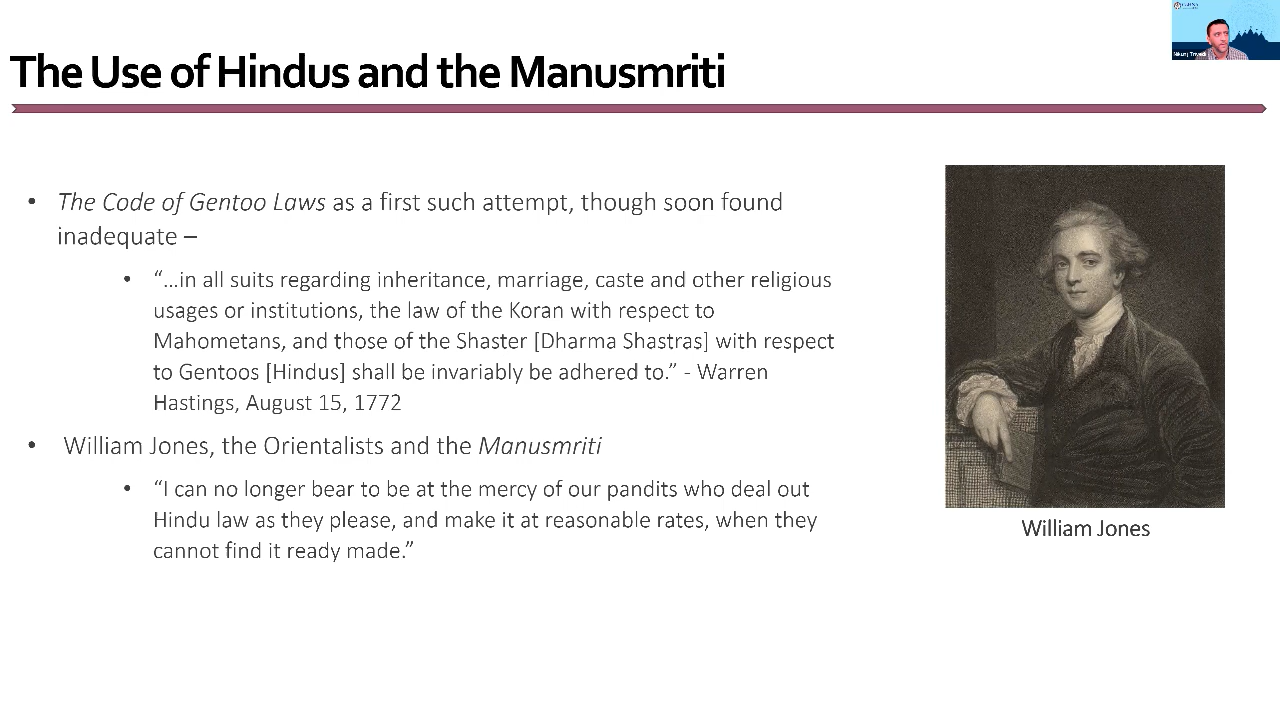 The Use of Hindus and the Manusmriti
• The Code of Gentoo Laws as a first such attempt, though soon found
inadequate –
• “…in all suits regarding inheritance, marriage, caste and other religious
usages or institutions, the law of the Koran with respect to
Mahometans, and those of the Shaster [Dharma Shastras] with respect
to Gentoos [Hindus] shall be invariably be adhered to.” - Warren
Hastings, August 15, 1772
• William Jones, the Orientalists and the Manusmriti
• “I can no longer bear to be at the mercy of our pandits who deal out
Hindu law as they please, and make it at reasonable rates, when they
cannot find it ready made.”
William Jones
Nikunj Trivedi